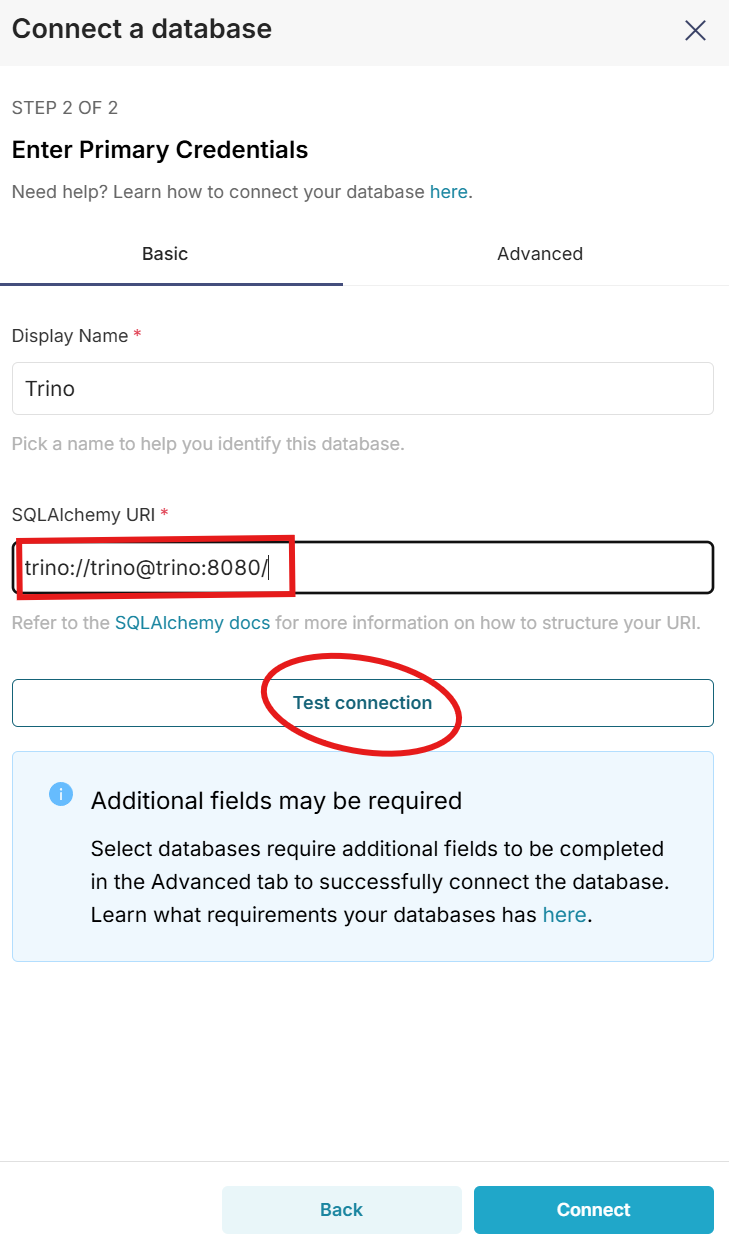 Connect a database
STEP 2 OF 2
Enter Primary Credentials
Need help? Learn how to connect your database here.
Basic
Advanced
Display Name *
Trino
Pick a name to help you identify this database.
SQLAlchemy URI *
trino://trino@trino:8080/
Refer to the SQLAlchemy docs for more information on how to structure your URI.
Test connection
Additional fields may be required
Select databases require additional fields to be completed
in the Advanced tab to successfully connect the database.
Learn what requirements your databases has here.
Back
Connect